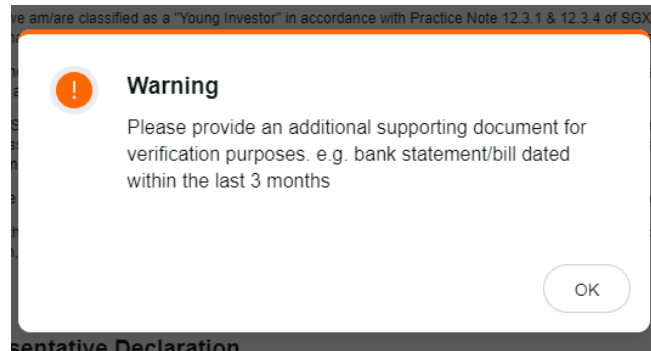 ve am/are classified as a "Young Investor" in accordance with Practice Note 12.3.1 & 12.3.4 of SGX
Warning
Please provide an additional supporting document for
verification purposes. e.g. bank statement/bill dated
within the last 3 months
OK
sentative Declaration